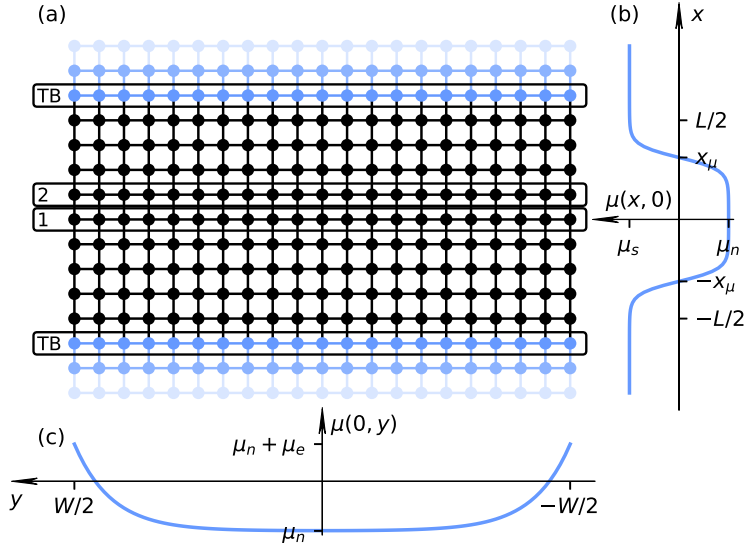 (a)
TB
2
1
TB
(b)
x
L/2
x_μ
μ(x, 0)
μ_s
μ_n
−x_μ
−L/2
(c)
μ(0, y)
μ_n + μ_e
y
W/2
−W/2
μ_n